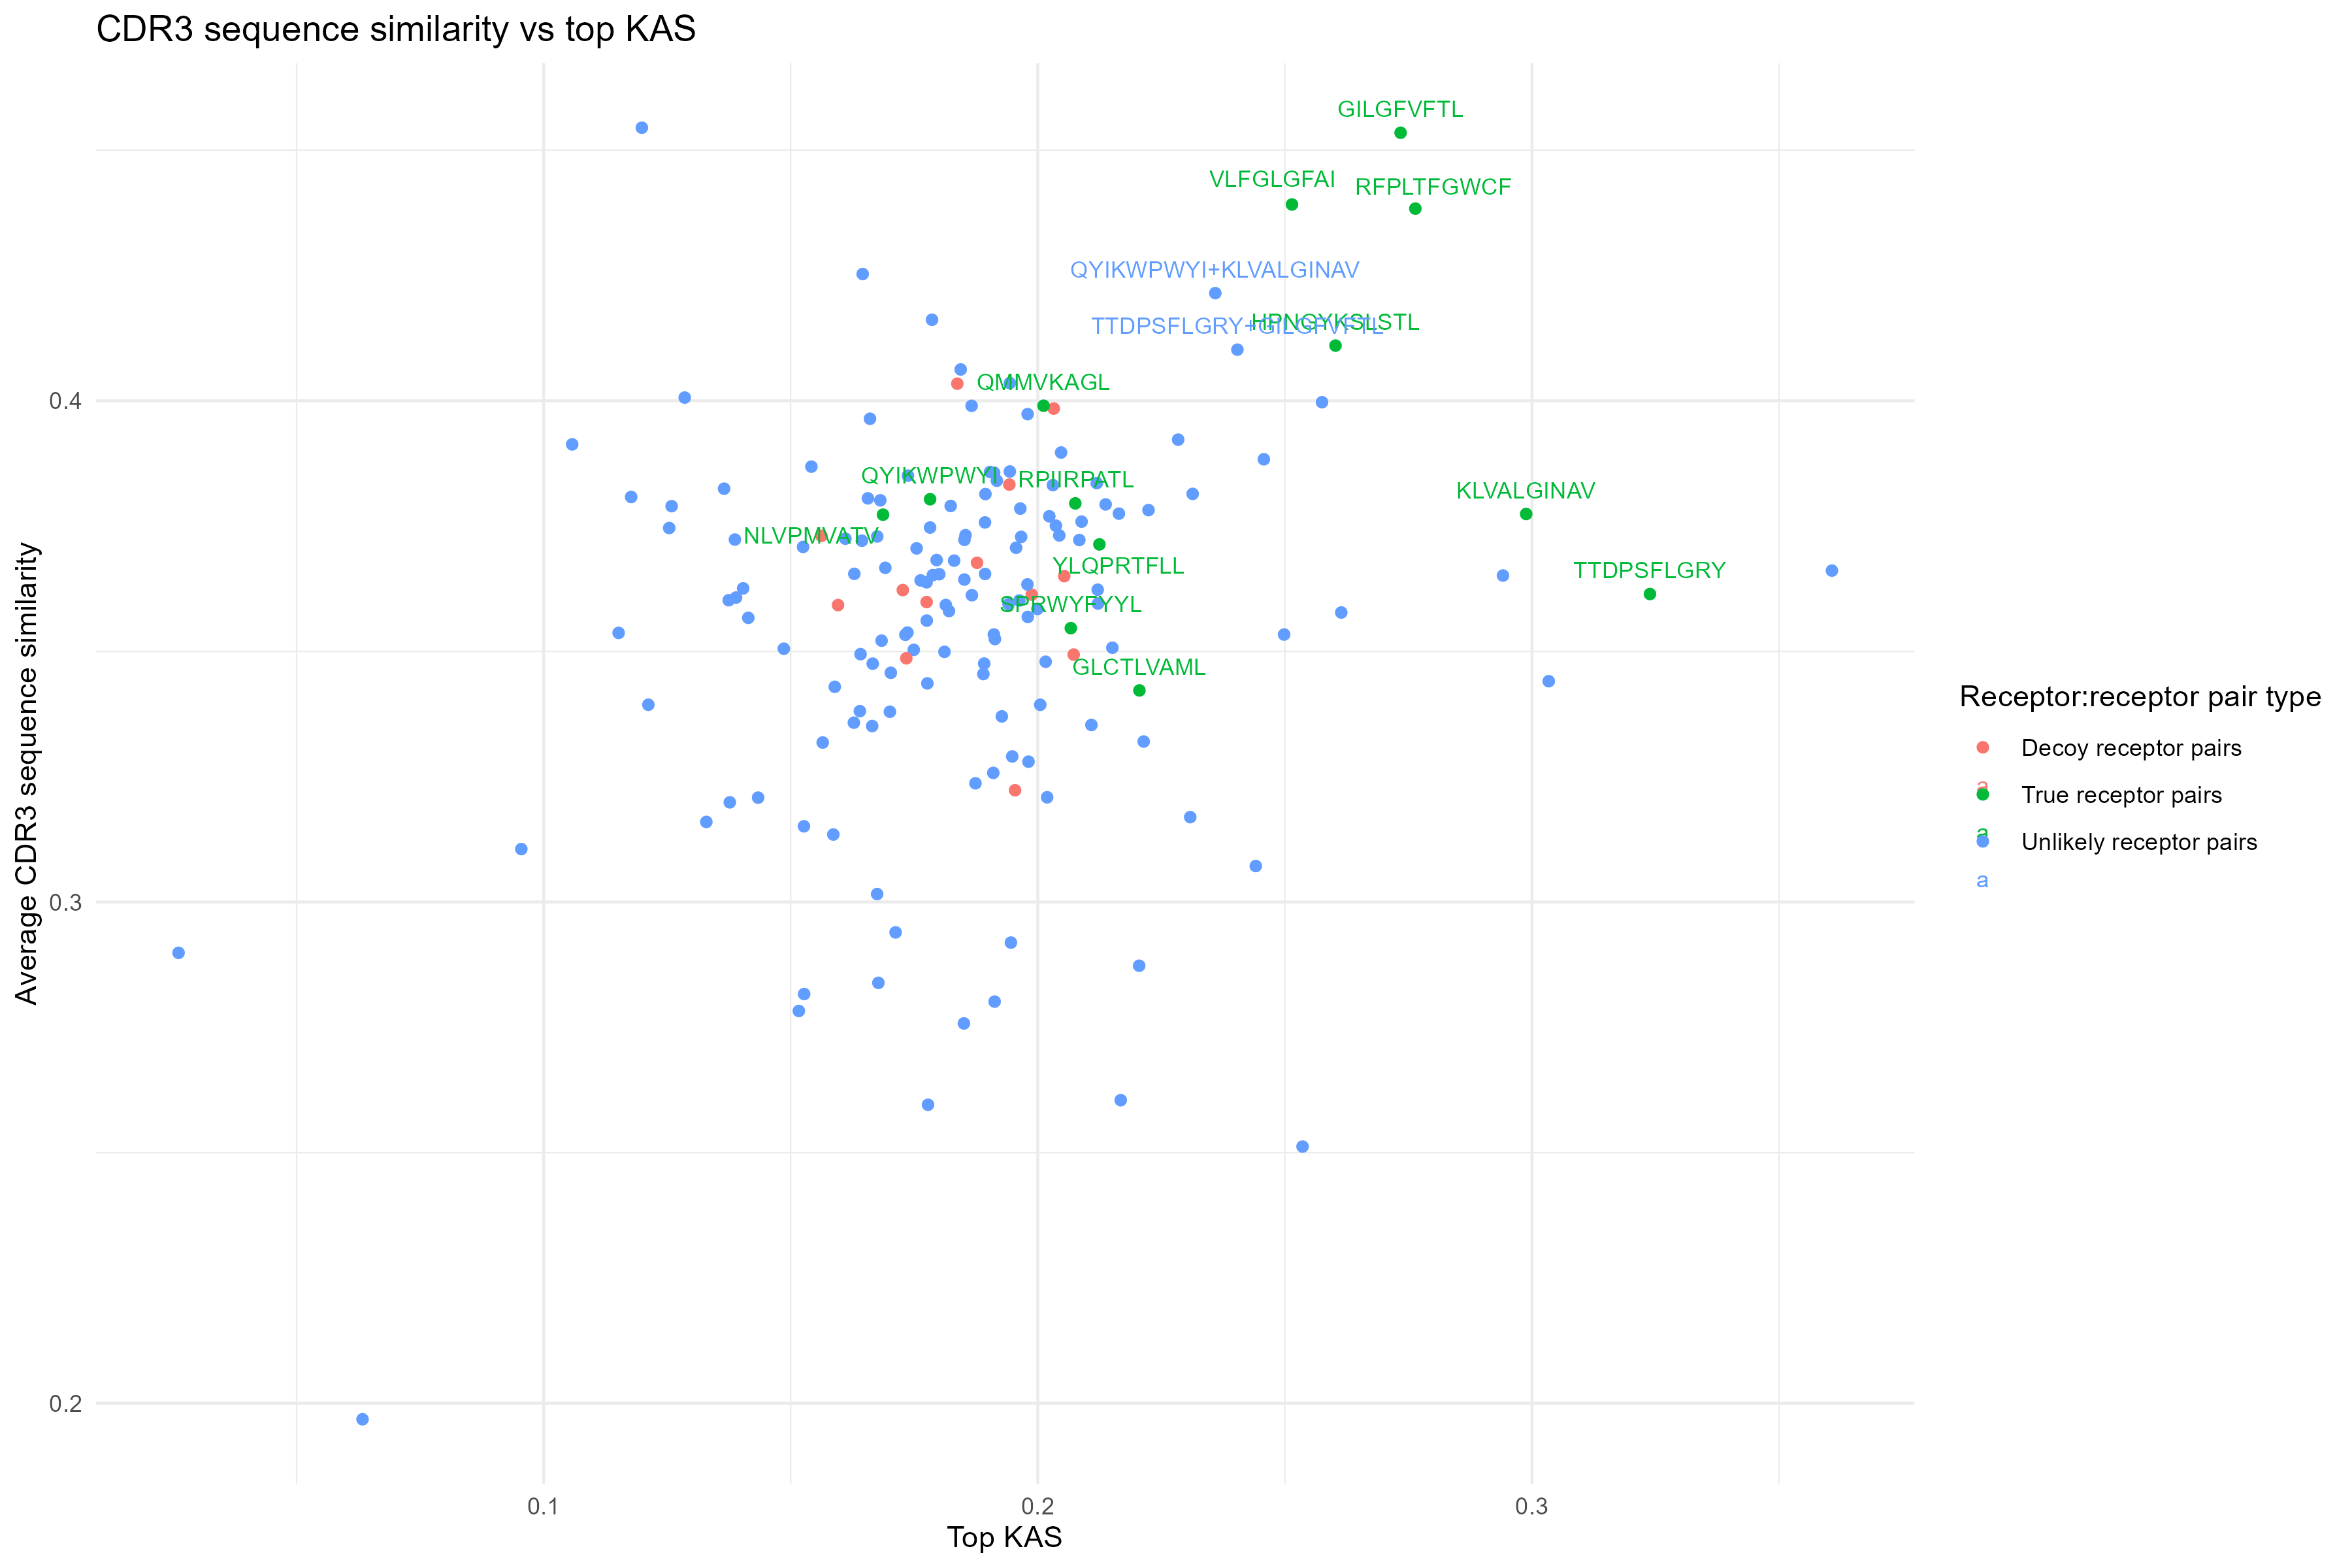 CDR3 sequence similarity vs top KAS
GILGFVFTL
VLFGLGFAI
RFPLTFGWCF
QYIKWPWYI+KLVALGINAV
HPNGYKSLSTL
TTDPSFLGRY+GILGFVFTL
QMMVKAGL
0.4
QYIKWPWYI
RPIIRPATL
KLVALGINAV
NLVPMVATV
YLQPRTFLL
TTDPSFLGRY
SPRWYFYYL
GLCTLVAML
Average CDR3 sequence similarity
0.3
0.2
0.1
0.2
0.3
Top KAS
Receptor:receptor pair type
Decoy receptor pairs
a
True receptor pairs
a
Unlikely receptor pairs
a